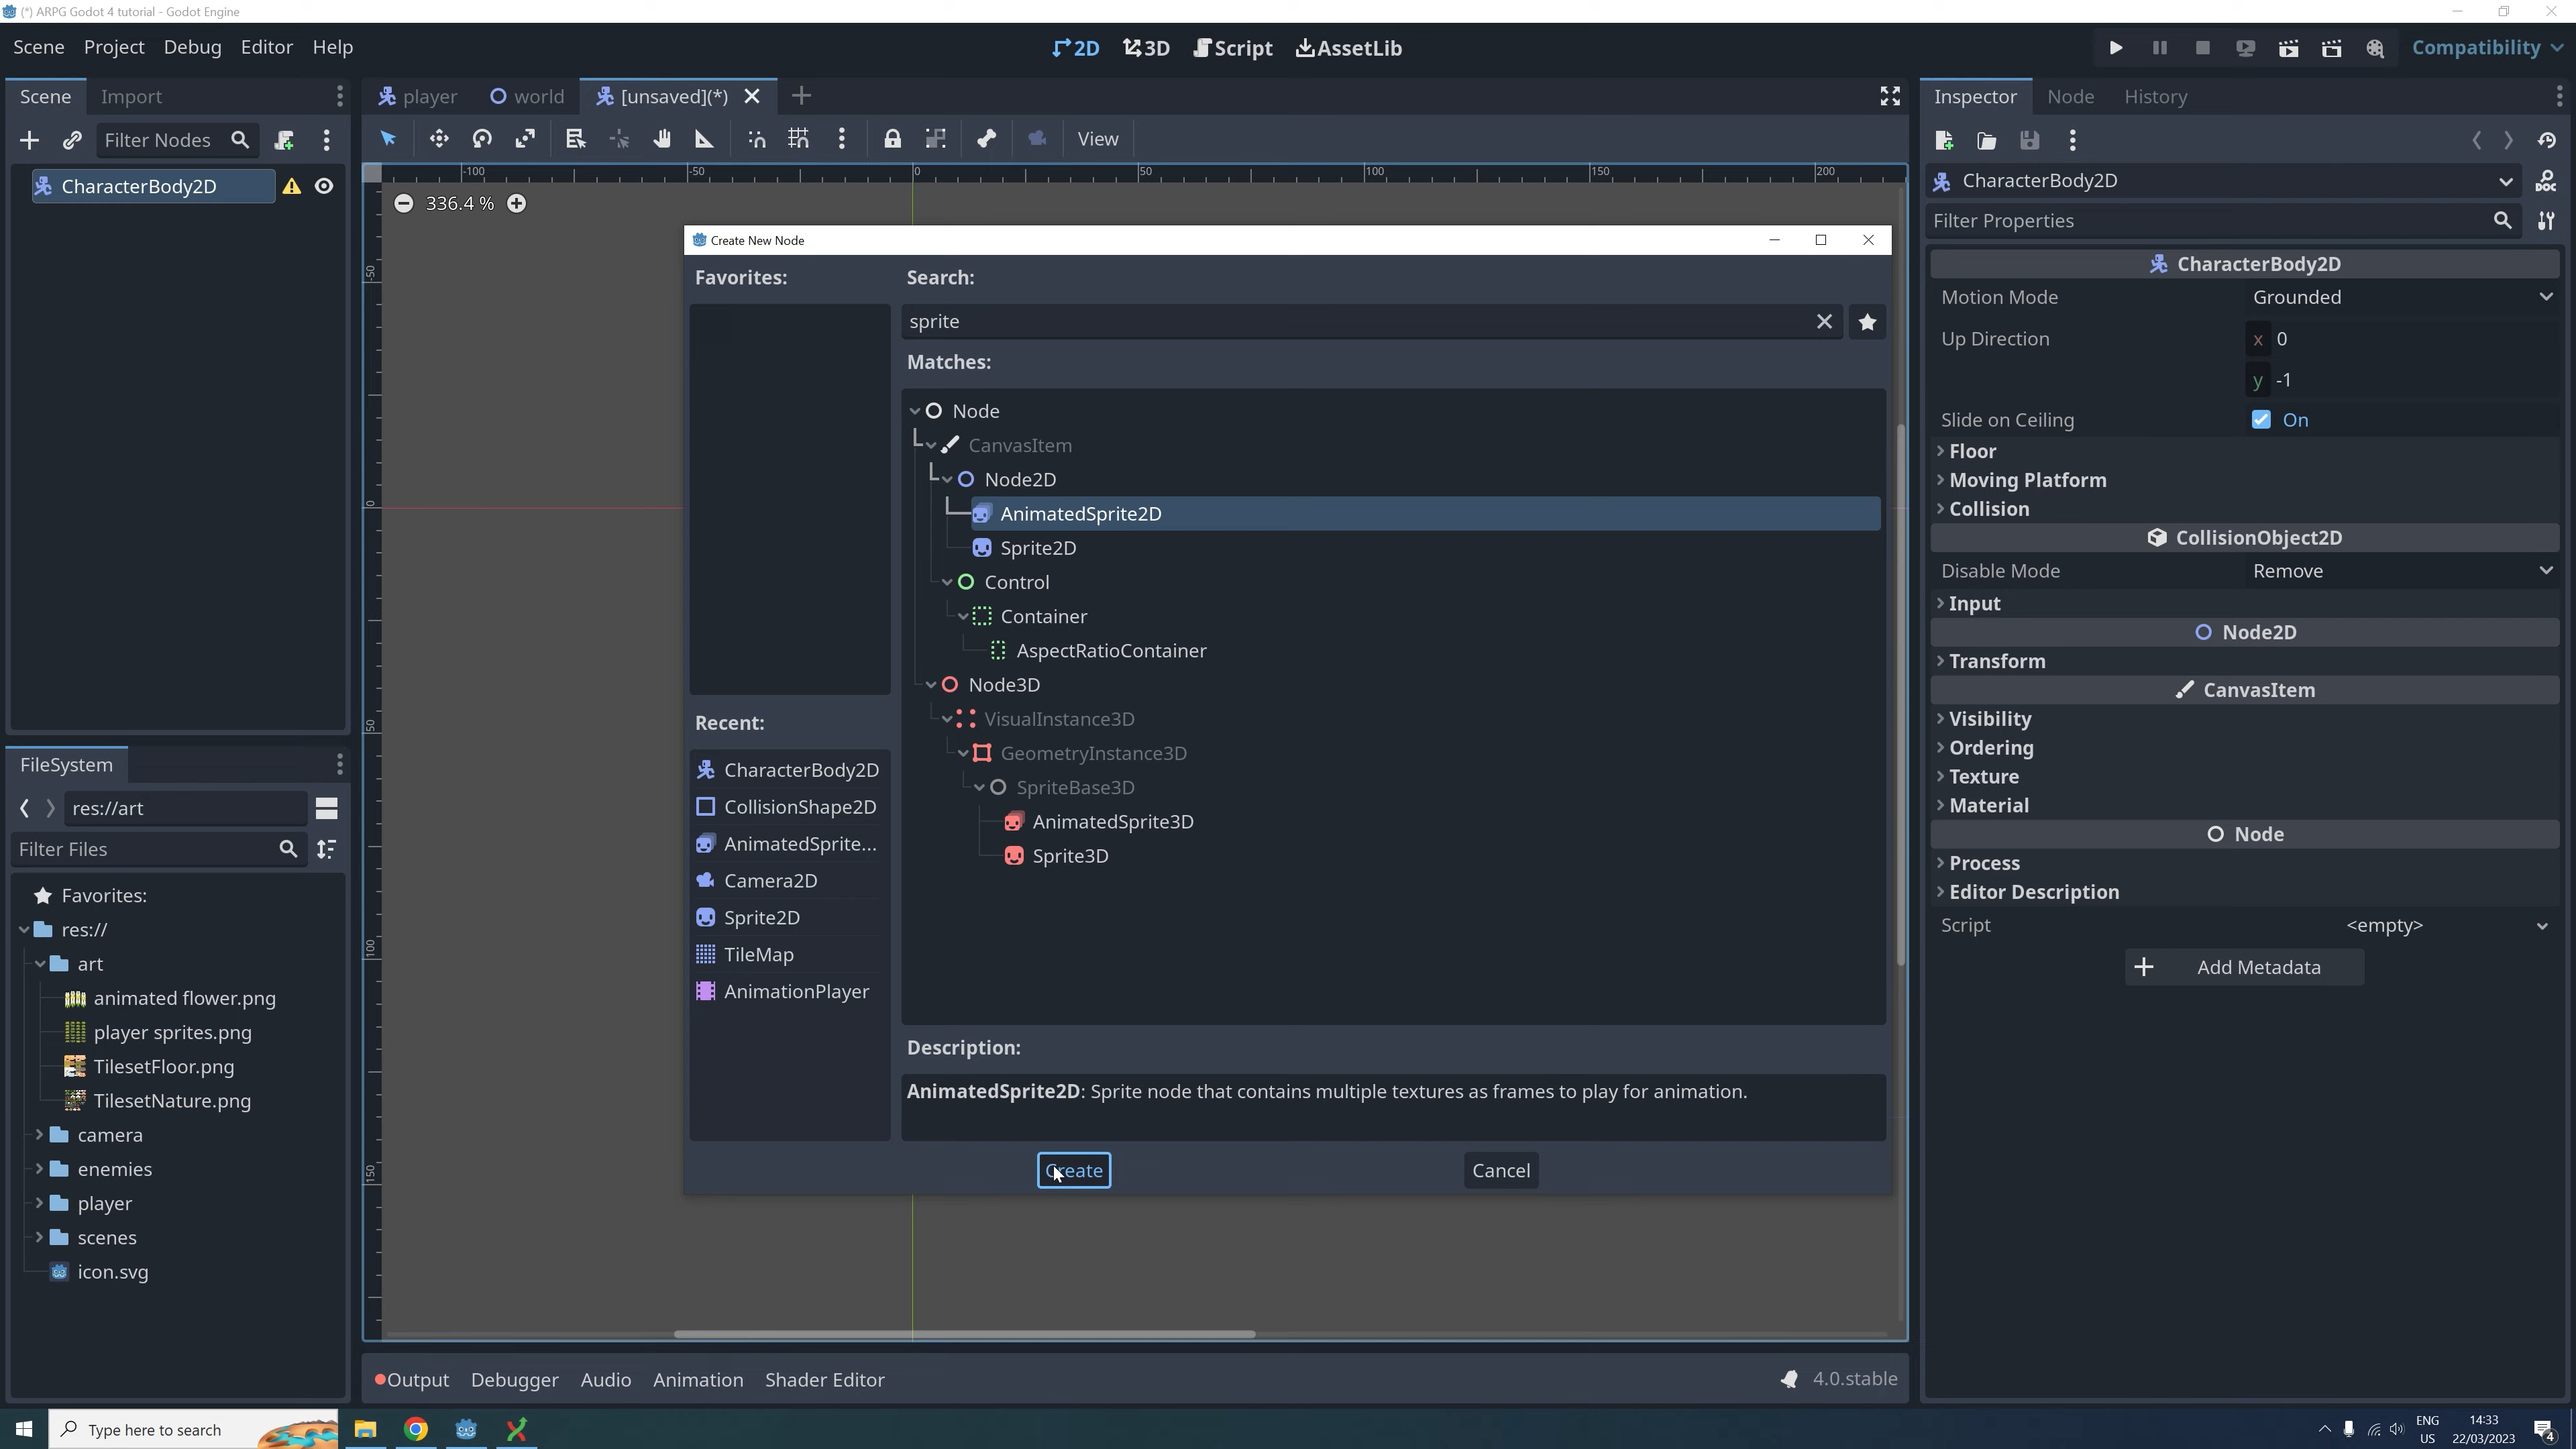 (*) ARPG Godot 4 tutorial - Godot Engine
Scene Project Debug Editor Help
2D 3D Script AssetLib
Compatibility
Scene Import
Filter Nodes
CharacterBody2D
player world [unsaved](*)
View
-100 -50 0 50 100 150 200
-50
0
50
100
150
336.4 %
Create New Node
Favorites:
Recent:
CharacterBody2D
CollisionShape2D
AnimatedSprite...
Camera2D
Sprite2D
TileMap
AnimationPlayer
Search:
sprite
Matches:
Node
CanvasItem
Node2D
AnimatedSprite2D
Sprite2D
Control
Container
AspectRatioContainer
Node3D
VisualInstance3D
GeometryInstance3D
SpriteBase3D
AnimatedSprite3D
Sprite3D
Description:
AnimatedSprite2D: Sprite node that contains multiple textures as frames to play for animation.
Create Cancel
FileSystem
res://art
Filter Files
Favorites:
res://
art
animated flower.png
player sprites.png
TilesetFloor.png
TilesetNature.png
camera
enemies
player
scenes
icon.svg
Output Debugger Audio Animation Shader Editor
4.0.stable
Inspector Node History
CharacterBody2D
DOC
Filter Properties
CharacterBody2D
Motion Mode Grounded
Up Direction x 0
y -1
Slide on Ceiling On
Floor
Moving Platform
Collision
CollisionObject2D
Disable Mode Remove
Input
Node2D
Transform
CanvasItem
Visibility
Ordering
Texture
Material
Node
Process
Editor Description
Script <empty>
Add Metadata
Type here to search
ENG
US
14:33
22/03/2023
4